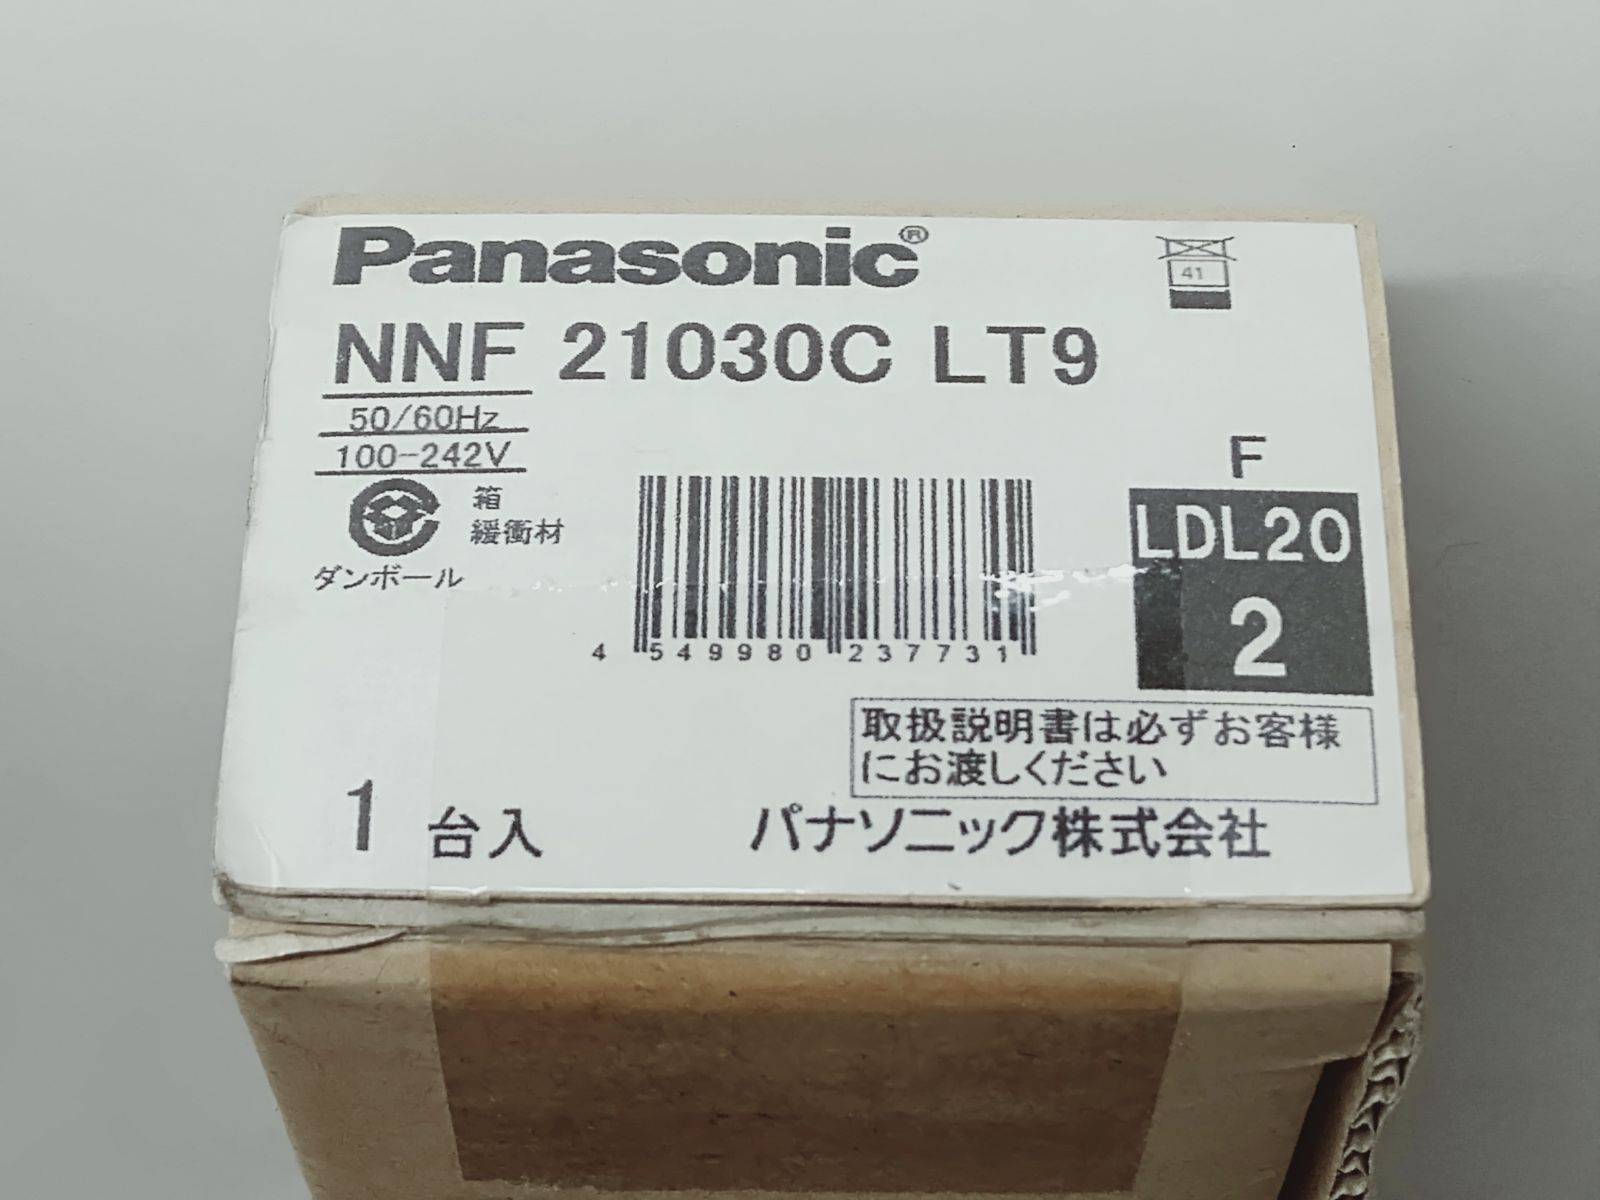 Panasonic®
41
NNF 21030C LT9
50/60Hz
100-242V
F
LDL20
2
箱
緩衝材
ダンボール
4 549980 237731
取扱説明書は必ずお客様
にお渡しください
1 台入
パナソニック株式会社